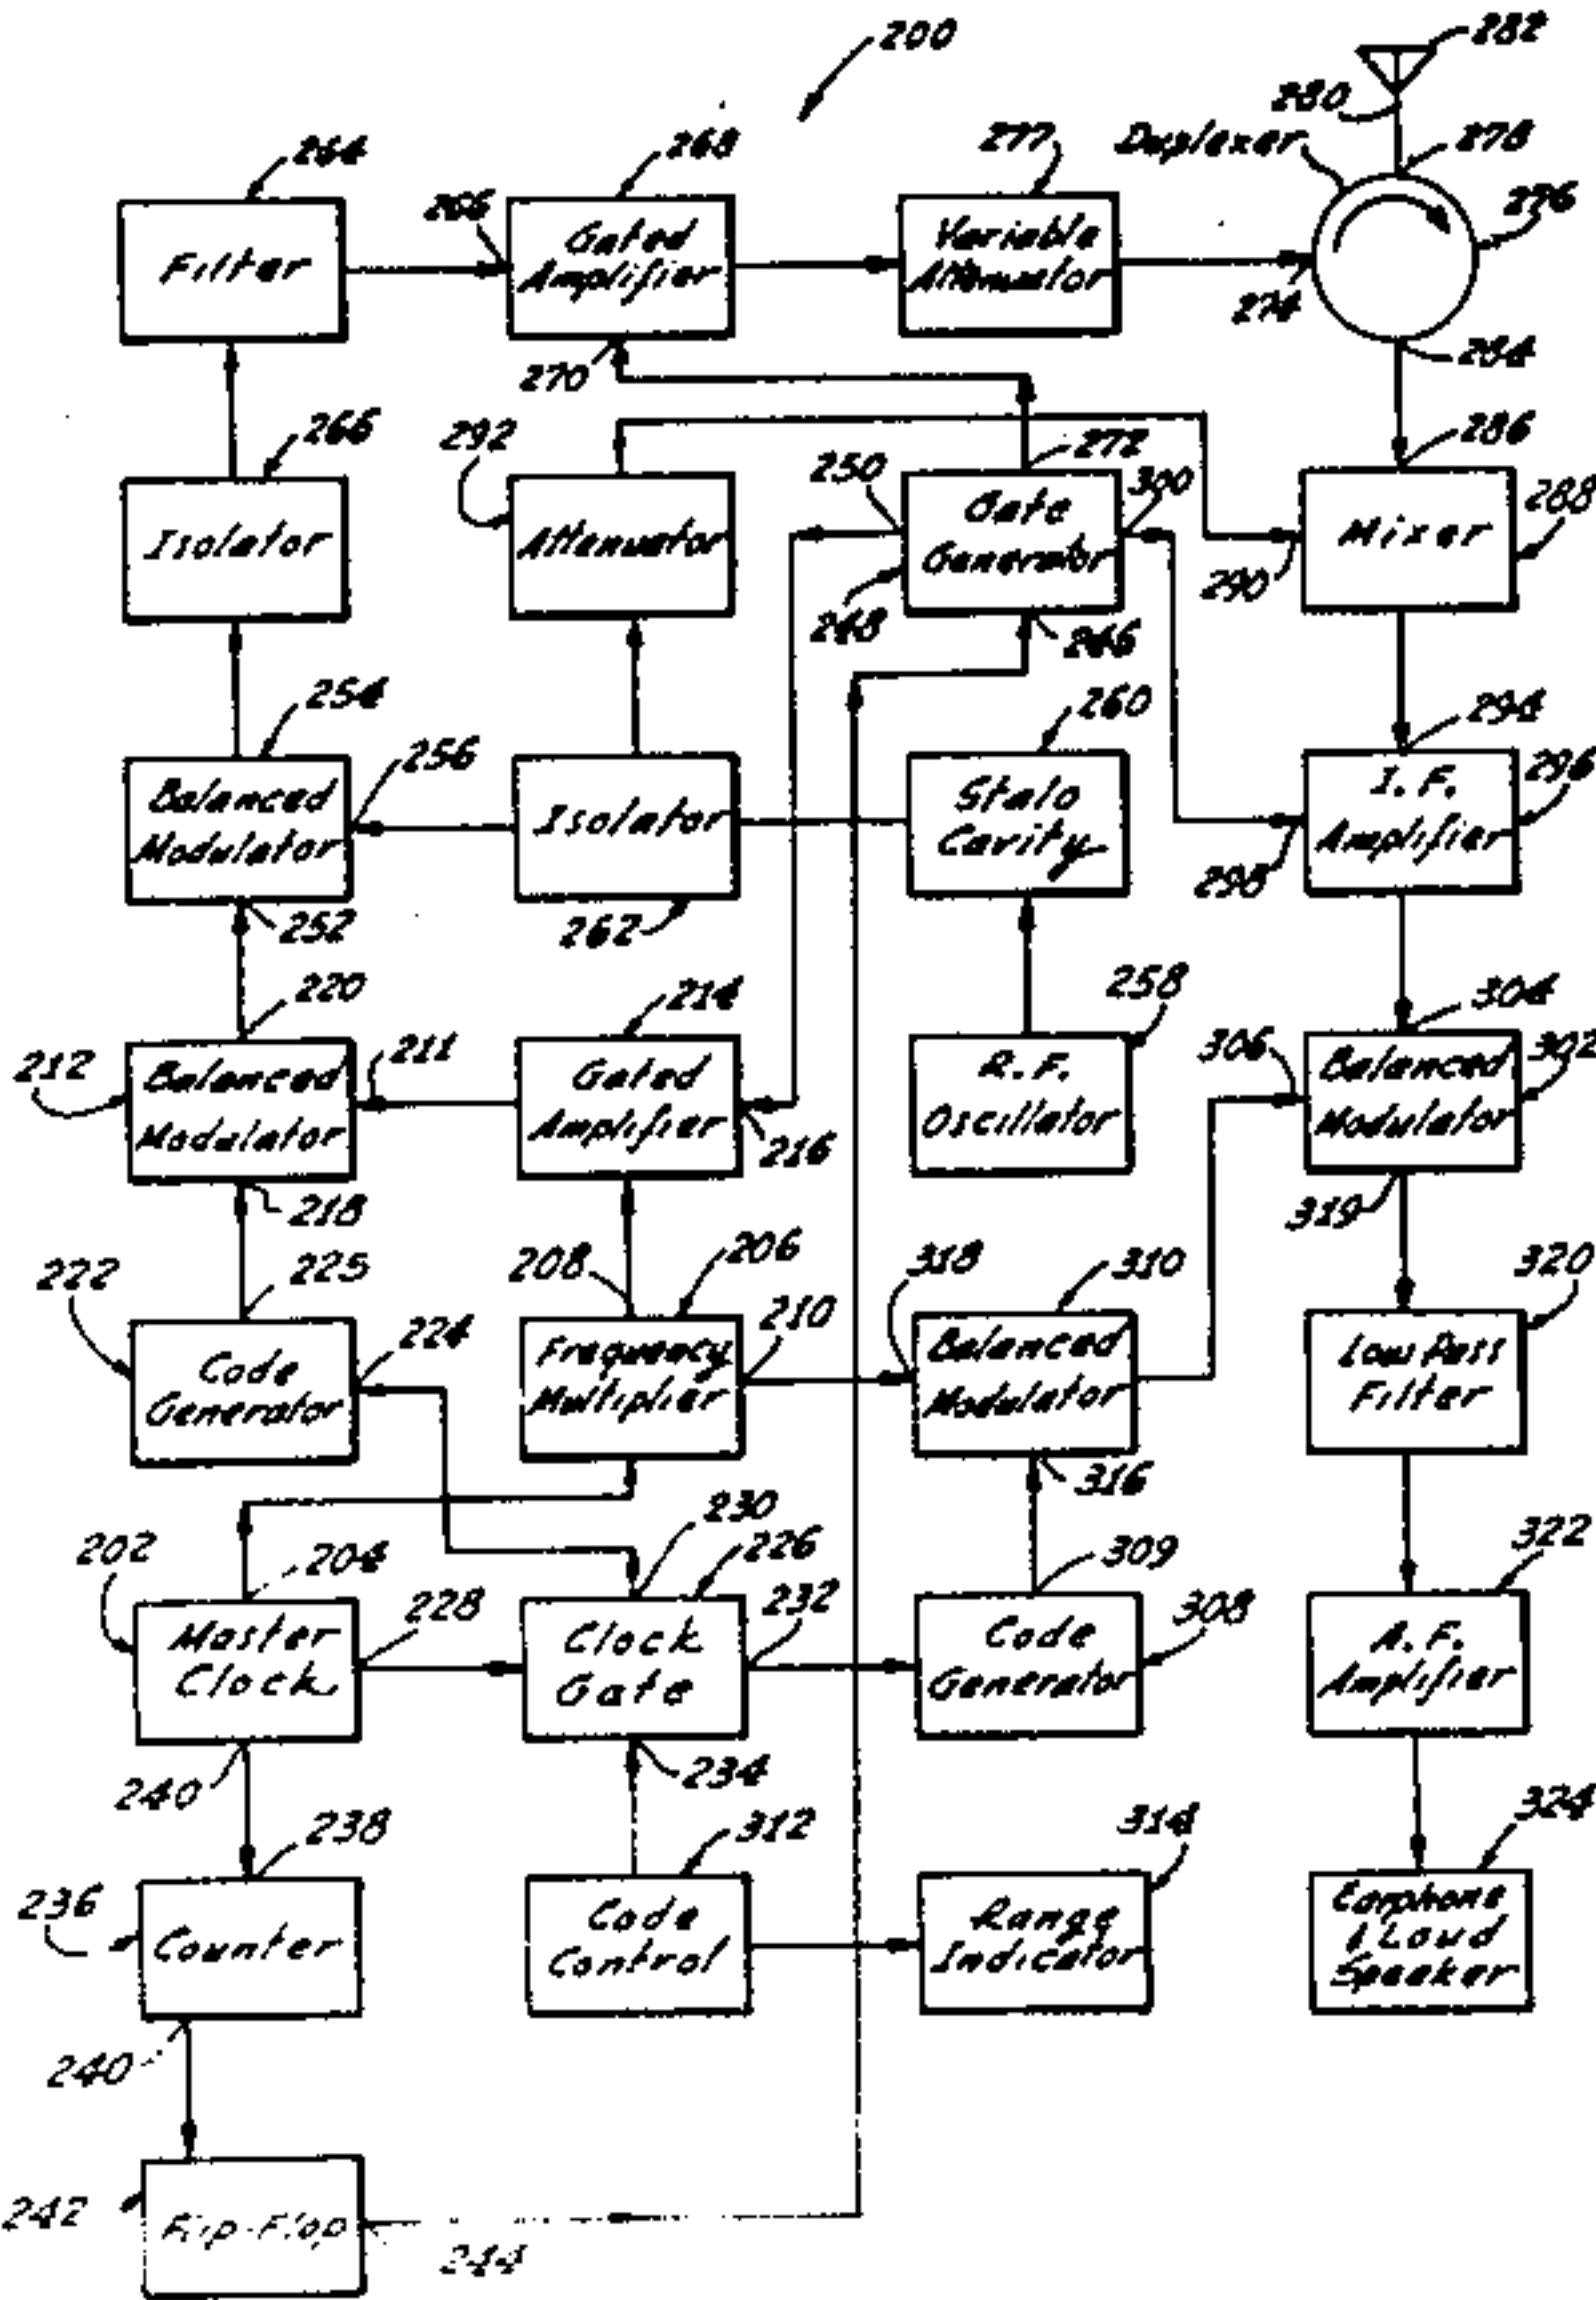 200
282
280
Duplexer
278
264
268
277
276
266
Filter
Gated
Amplifier
Variable
Attenuator
274
270
284
266
292
272
286
250
300
Isolator
Attenuator
Gate
Generator
Mixer
288
290
268
266
254
260
294
256
Balanced
Modulator
Isolator
Stalo
Cavity
I.F.
Amplifier
296
298
252
262
220
214
258
304
211
306
302
212
Balanced
Modulator
Gated
Amplifier
R.F.
Oscillator
Balanced
Modulator
216
218
319
222
225
208
206
318
310
320
224
210
Code
Generator
Frequency
Multiplier
Balanced
Modulator
Low Pass
Filter
316
230
202
204
226
309
322
228
232
308
Master
Clock
Clock
Gate
Code
Generator
A.F.
Amplifier
240
234
238
312
314
324
236
Counter
Code
Control
Range
Indicator
Earphone
& Loud
Speaker
240
242
Flip-Flop
244